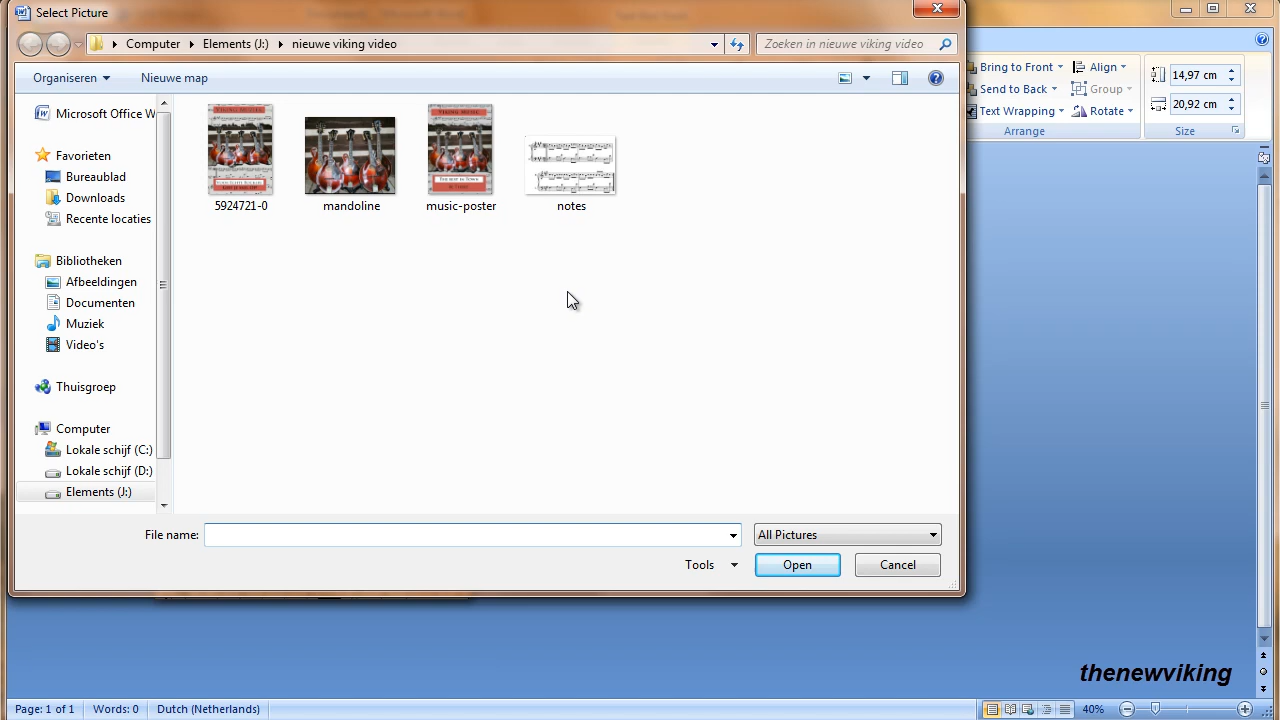 Select Picture
Computer
Elements (J:)
nieuwe viking video
Zoeken in nieuwe viking video
Organiseren
Nieuwe map
Bring to Front
Align
14,97 cm
Send to Back
Group
20,92 cm
Text Wrapping
Rotate
Arrange
Size
Microsoft Office W
Favorieten
Bureaublad
Downloads
Recente locaties
Bibliotheken
Afbeeldingen
Documenten
Muziek
Video's
Thuisgroep
Computer
Lokale schijf (C:)
Lokale schijf (D:)
Elements (J:)
VIKING MUSIC
5924721-0
mandoline
music-poster
notes
File name:
All Pictures
Tools
Open
Cancel
thenewviking
Page: 1 of 1
Words: 0
Dutch (Netherlands)
40%